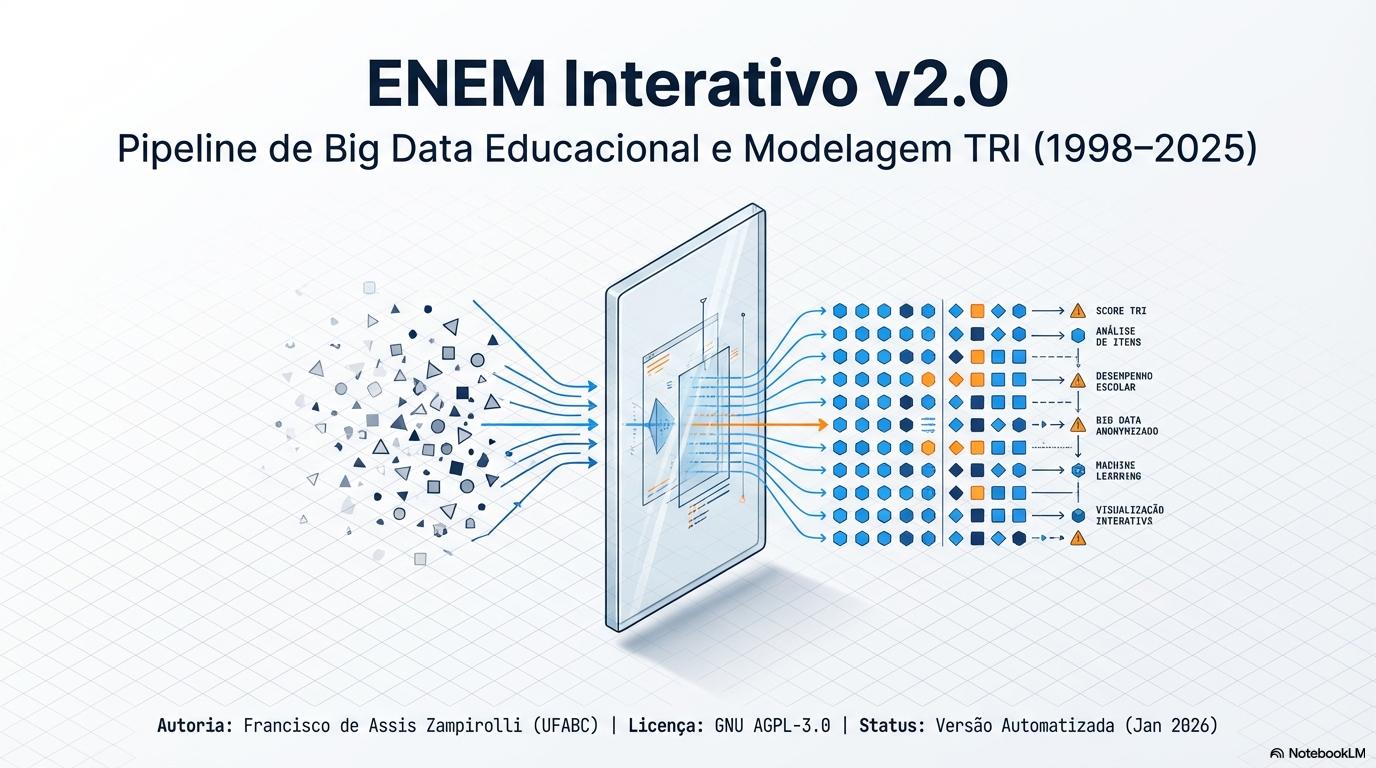 ENEM Interativo v2.0
Pipeline de Big Data Educacional e Modelagem TRI (1998–2025)
SCORE TRI
ANÁLISE
DE ITENS
DESEMPENHO
ESCOLAR
BIG DATA
ANONYMIZADO
MACHINE
LEARRNG
VISUALIZAÇÃO
INTERATIVS
Autoria: Francisco de Assis Zampirolli (UFABC) | Licença: GNU AGPL-3.0 | Status: Versão Automatizada (Jan 2026)
NotebookLM